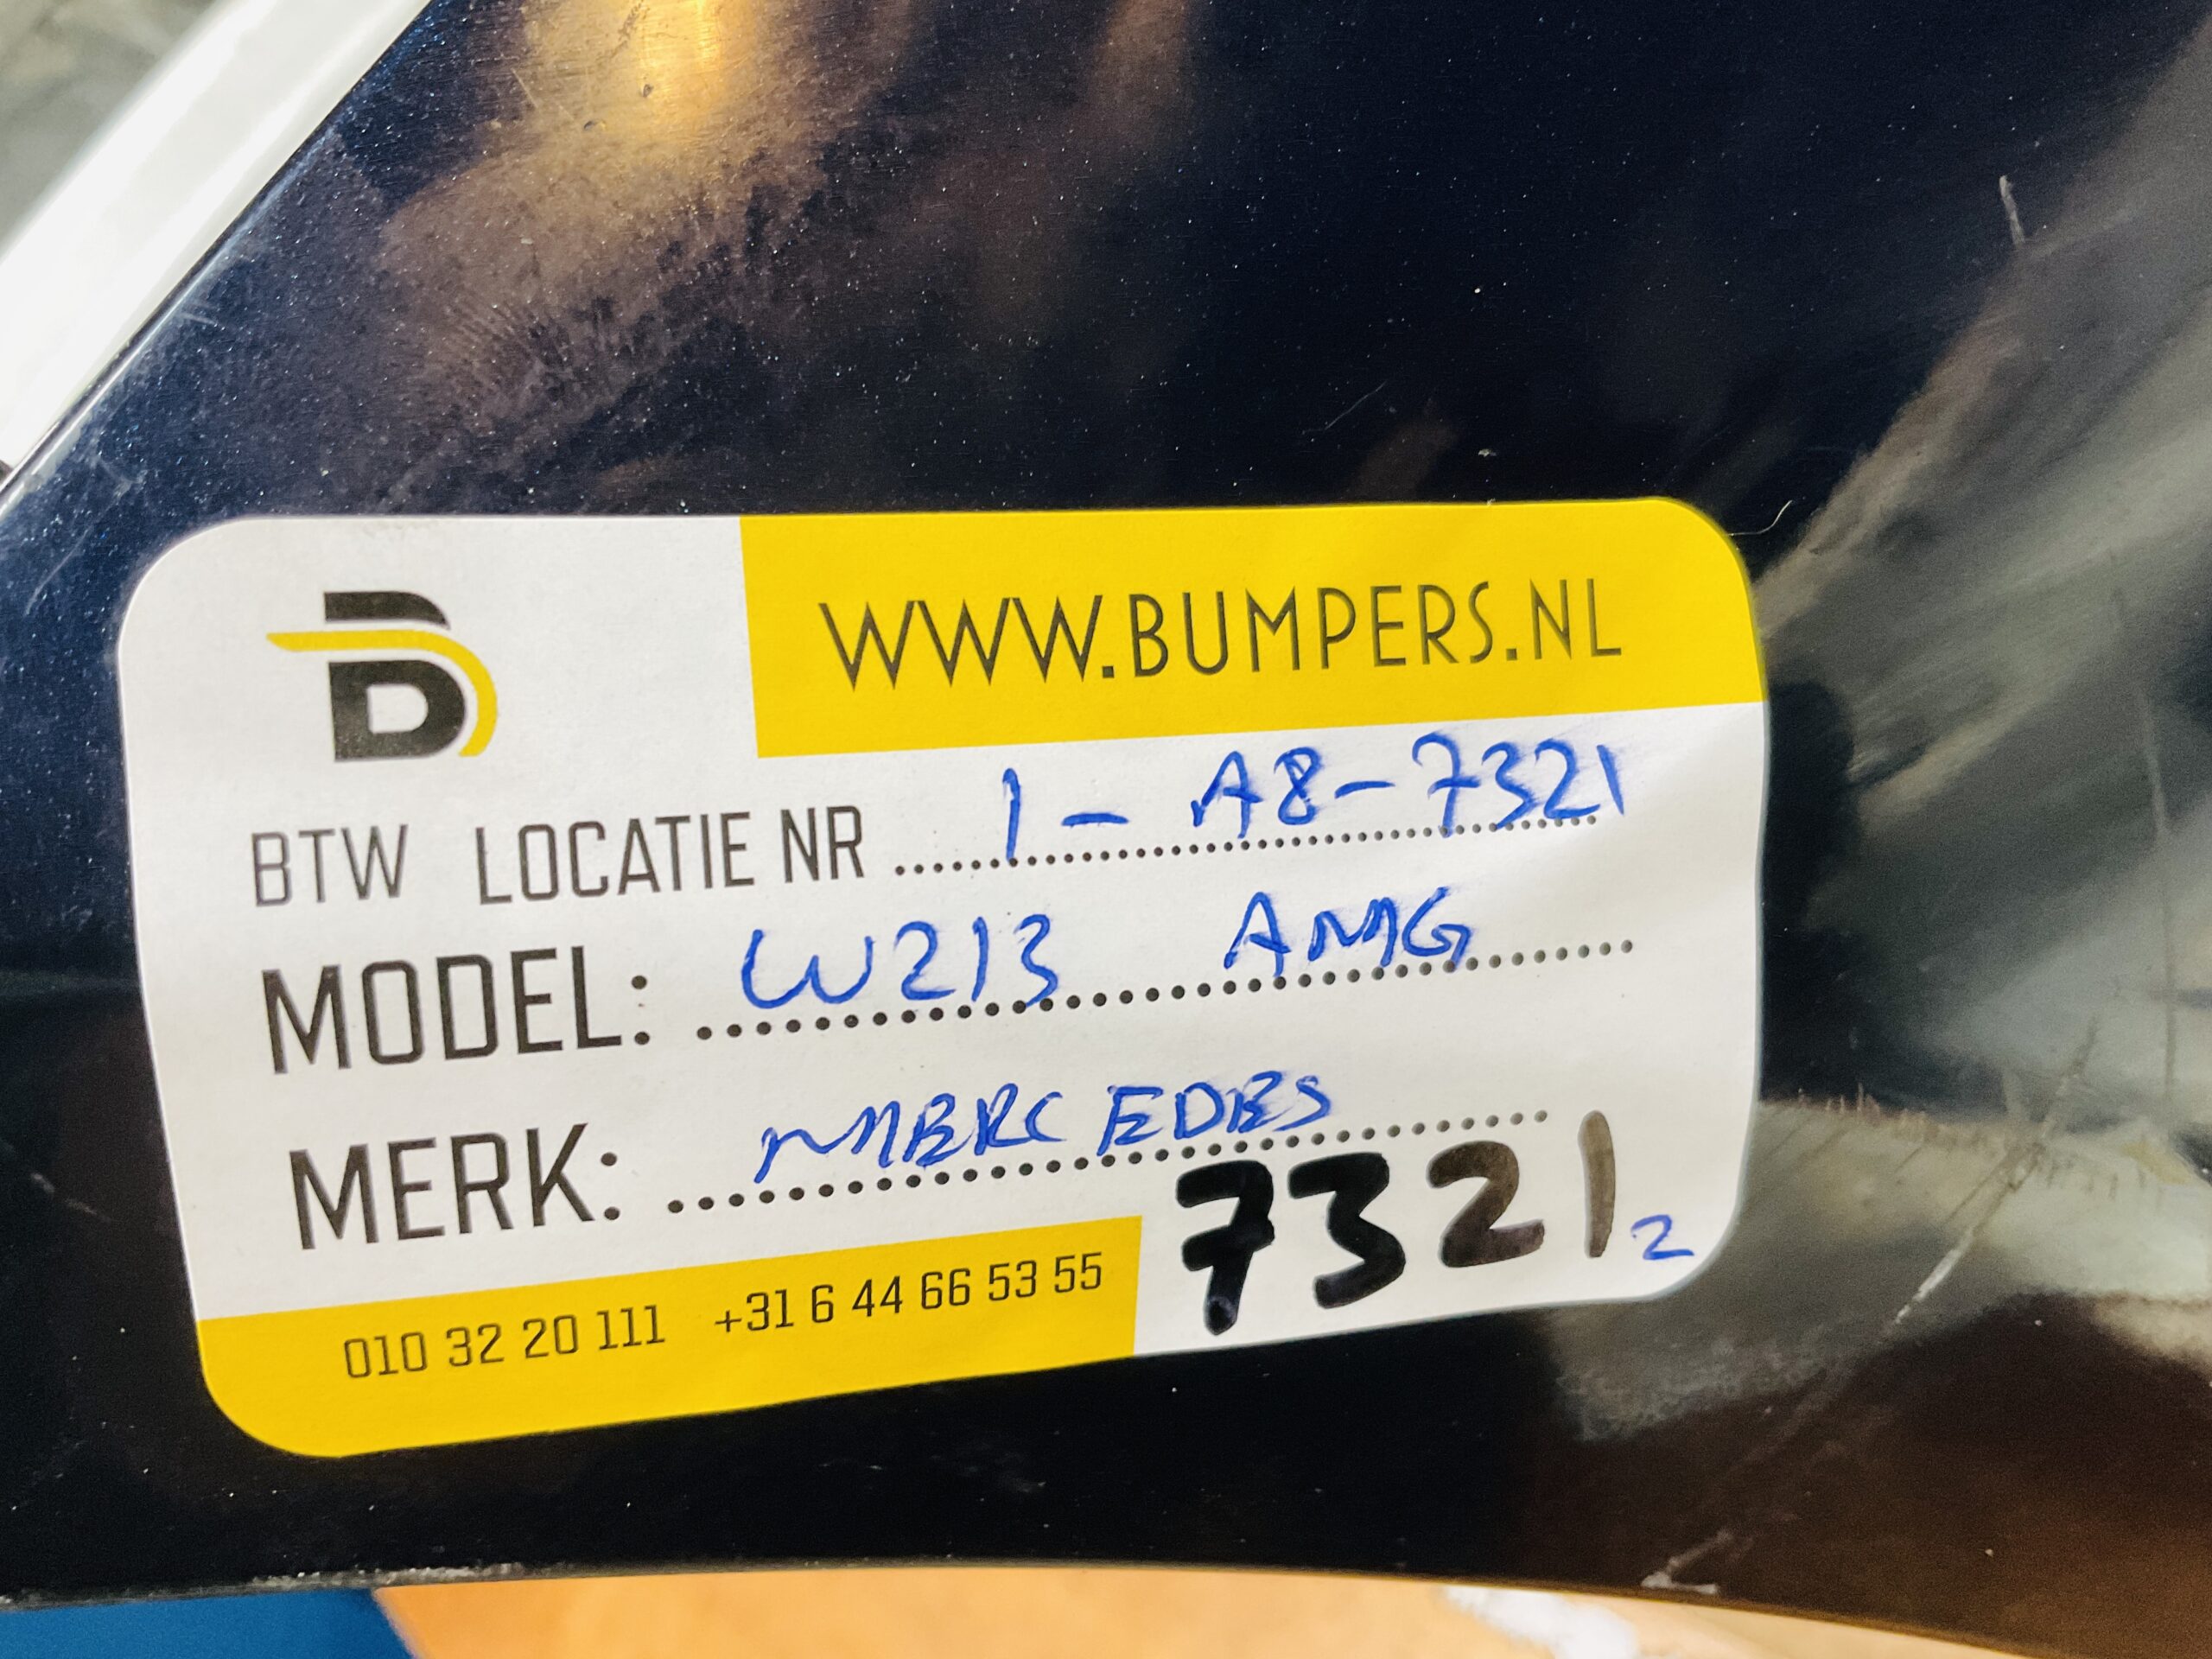 WWW.BUMPERS.NL
BTW LOCATIE NR 1 - A8-7321
MODEL: W213 AMG
MERK: MERCEDES
7321 2
010 32 20 111 +31 6 44 66 53 55